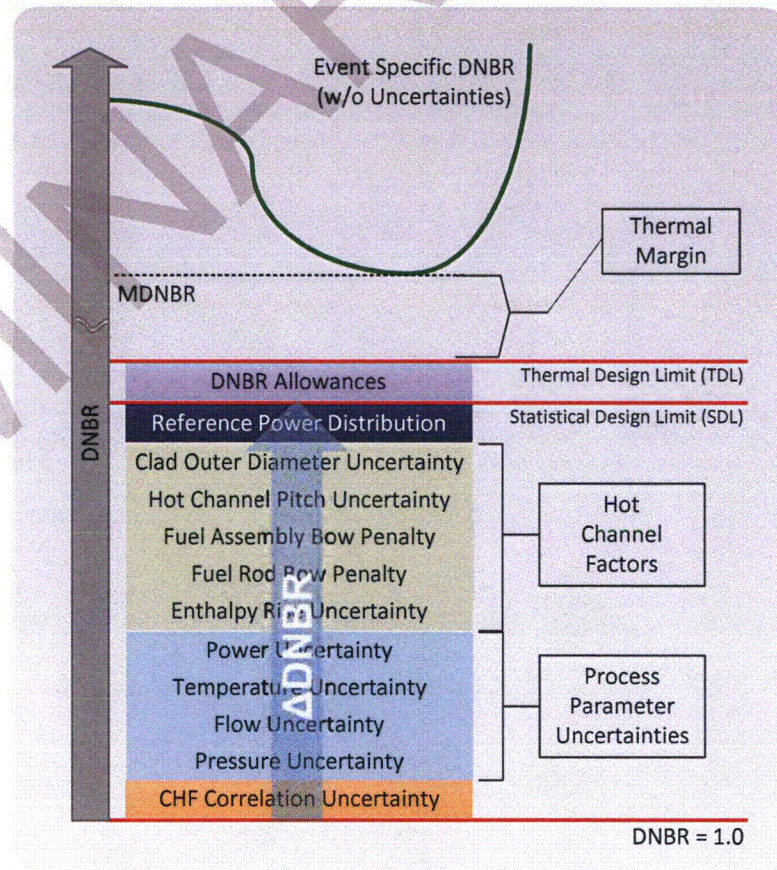 Event Specific DNBR
(w/o Uncertainties)
Thermal
Margin
MDNBR
DNBR
DNBR Allowances
Thermal Design Limit (TDL)
Reference Power Distribution
Statistical Design Limit (SDL)
Clad Outer Diameter Uncertainty
Hot Channel Pitch Uncertainty
Fuel Assembly Bow Penalty
Fuel Rod Bow Penalty
Enthalpy Rise Uncertainty
Hot
Channel
Factors
ΔDNBR
Power Uncertainty
Temperature Uncertainty
Flow Uncertainty
Pressure Uncertainty
Process
Parameter
Uncertainties
CHF Correlation Uncertainty
DNBR = 1.0